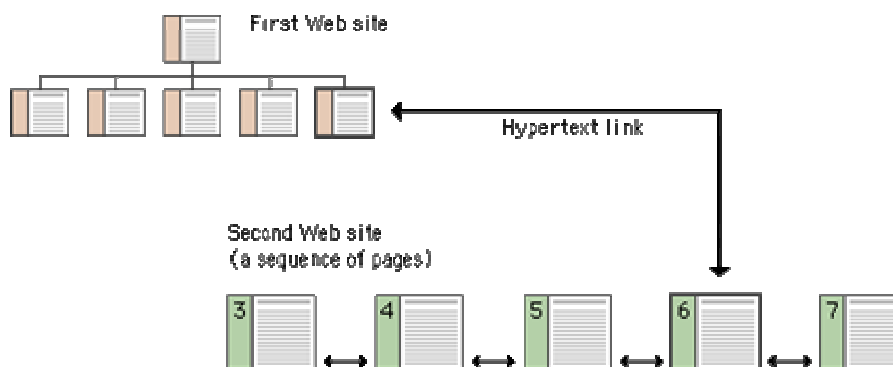 First Web site
Hypertext link
Second Web site
(a sequence of pages)
3 4 5 6 7